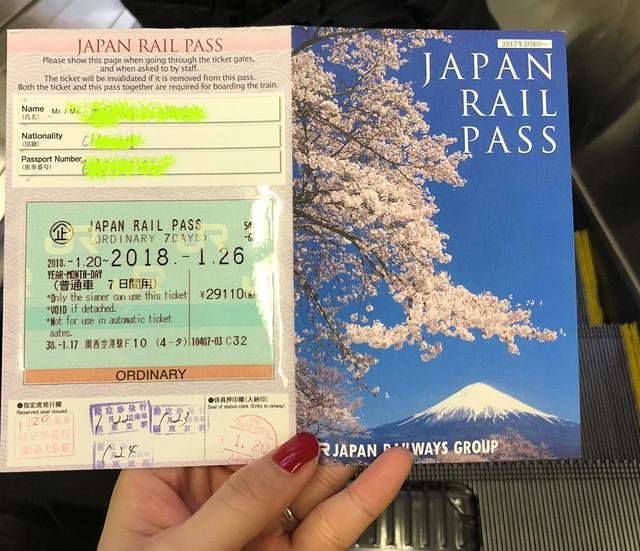 JAPAN RAIL PASS
Please show this page when going through the ticket gates,
and when asked to by staff.
The ticket will be invalidated if it is removed from this pass.
Both the ticket and this pass together are required for boarding the train.
Name Mr. / Ms.
(氏名)
Nationality
(国籍)
Passport Number
(旅券番号)
JAPAN RAIL PASS
(ORDINARY 7DAYS)
2018.-1.20~2018.-1.26
YEAR-MONTH-DAY
(普通車 7日間用)
*Only the signer can use this ticket
*VOID if detached.
*Not for use in automatic ticket
gates.
¥29110
30.-1.17 関西空港駅F10 (4-タ) 10407-03 C32
ORDINARY
●指定席発行欄
Reserved seat issued
●係員押印欄(入鋏印)
Seal of station clerk (Entry to railway)
1.20
2017年3月8日~
JAPAN
RAIL
PASS
JR JAPAN RAILWAYS GROUP